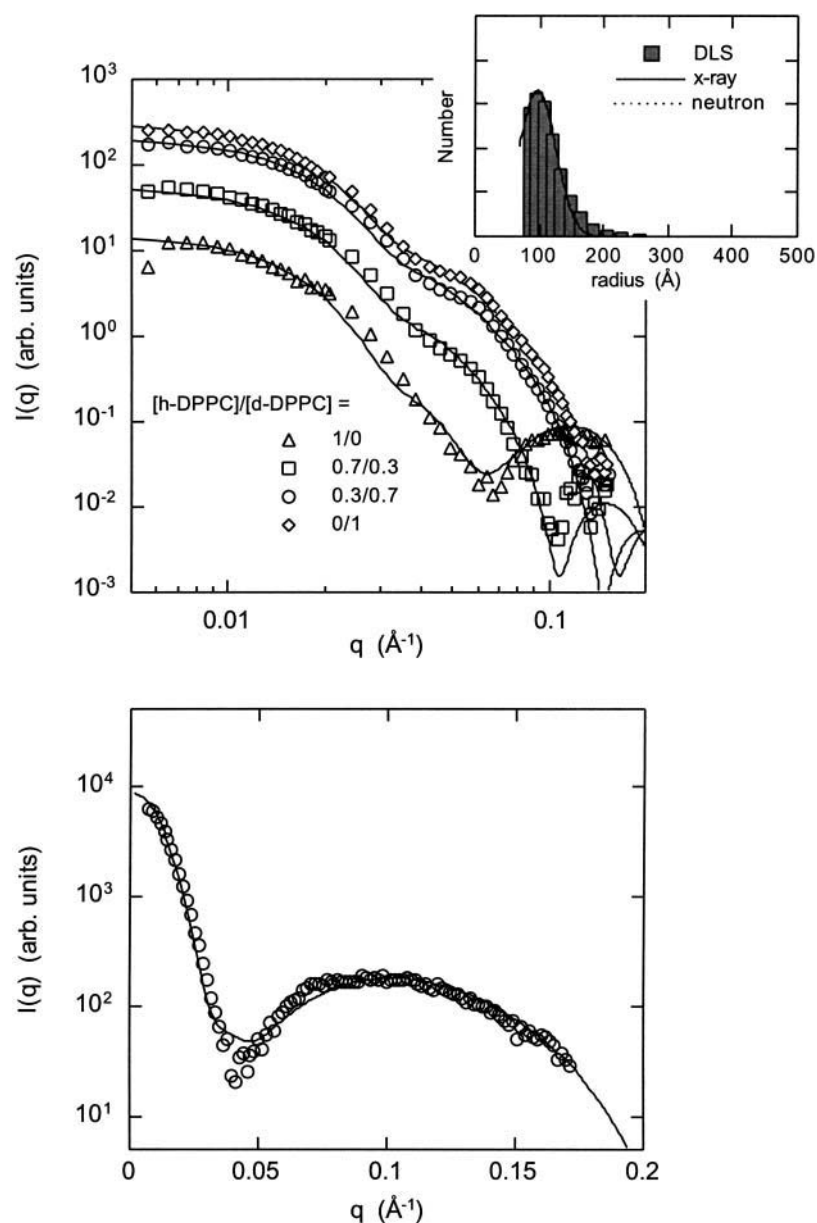 DLS
x-ray
neutron
Number
0
100
200
300
400
500
radius (Å)
10³
10²
10¹
10⁰
10⁻¹
10⁻²
10⁻³
I(q) (arb. units)
[h-DPPC]/[d-DPPC] =
1/0
0.7/0.3
0.3/0.7
0/1
0.01
0.1
q (Å⁻¹)
10⁴
10³
10²
10¹
I(q) (arb. units)
0
0.05
0.1
0.15
0.2
q (Å⁻¹)